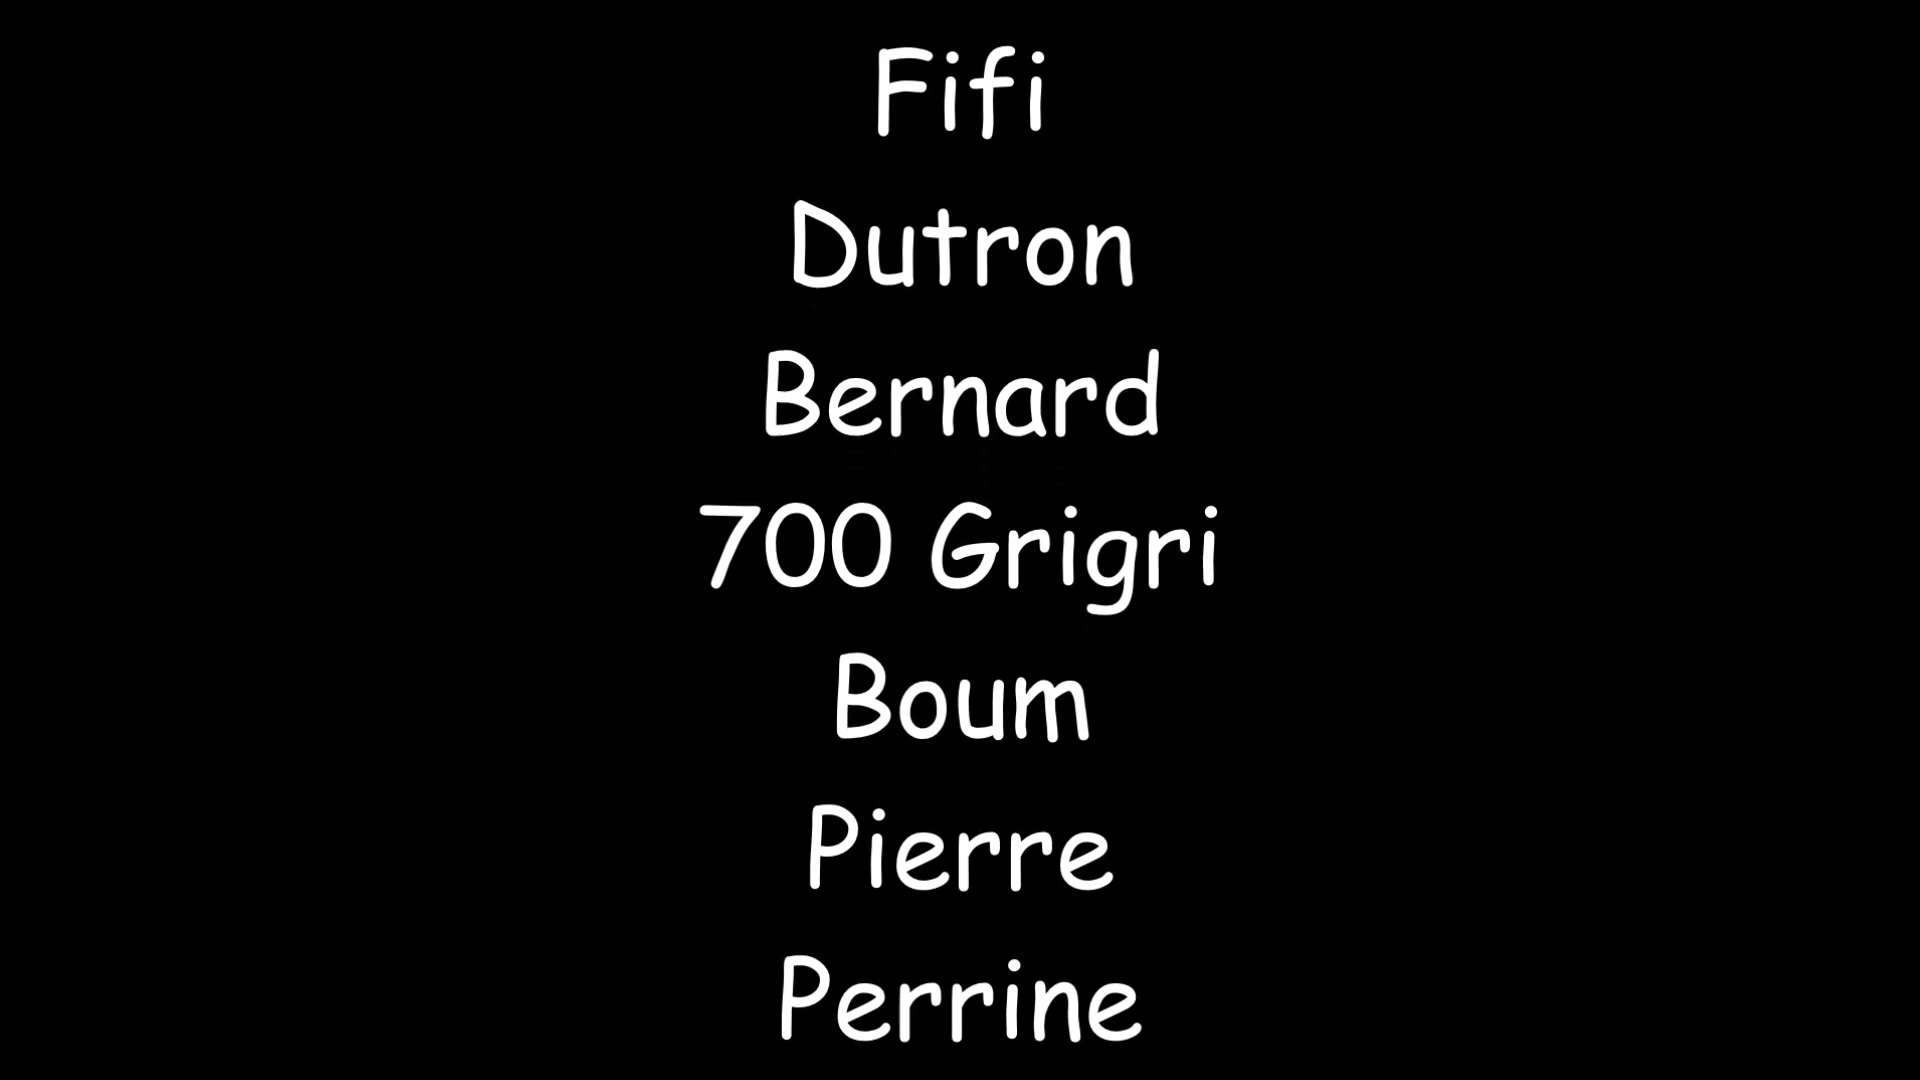 Fifi
Dutron
Bernard
700 Grigri
Boum
Pierre
Perrine